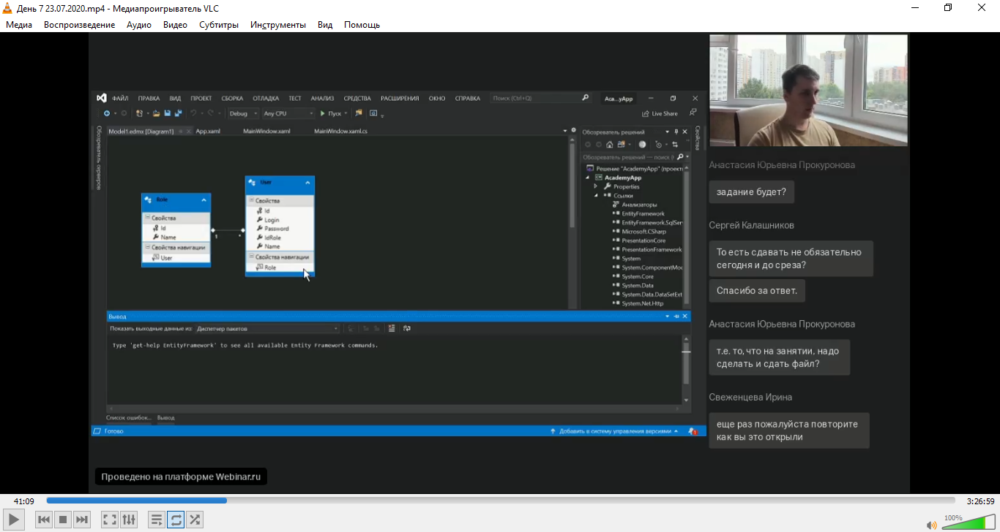 День 7 23.07.2020.mp4 - Медиапроигрыватель VLC
Медиа Воспроизведение Аудио Видео Субтитры Инструменты Вид Помощь
ФАЙЛ ПРАВКА ВИД ПРОЕКТ СБОРКА ОТЛАДКА ТЕСТ АНАЛИЗ СРЕДСТВА РАСШИРЕНИЯ ОКНО СПРАВКА Поиск (Ctrl+Q) Aca...yApp
Debug Any CPU Пуск Live Share
Обозреватель серверов
Model1.edmx [Diagram1] App.xaml MainWindow.xaml MainWindow.xaml.cs
Role
Свойства
Id
Name
Свойства навигации
User
1
*
User
Свойства
Id
Login
Password
IdRole
Name
Свойства навигации
Role
Обозреватель решений
Обозреватель решений — поиск
Решение "AcademyApp" (проект
AcademyApp
Properties
Ссылки
Анализаторы
EntityFramework
EntityFramework.SqlSer
Microsoft.CSharp
PresentationCore
PresentationFramework
System
System.ComponentMod
System.Core
System.Data
System.Data.DataSetExt
System.Net.Http
Свойства
Вывод
Показать выходные данные из: Диспетчер пакетов
Type 'get-help EntityFramework' to see all available Entity Framework commands.
Список ошибок... Вывод
Готово Добавить в систему управления версиями 1
Анастасия Юрьевна Прокуронова
задание будет?
Сергей Калашников
То есть сдавать не обязательно
сегодня и до среза?
Спасибо за ответ.
Анастасия Юрьевна Прокуронова
т.е. то, что на занятии, надо
сделать и сдать файл?
Свеженцева Ирина
еще раз пожалуйста повторите
как вы это открыли
Проведено на платформе Webinar.ru
41:09 3:26:59
100%